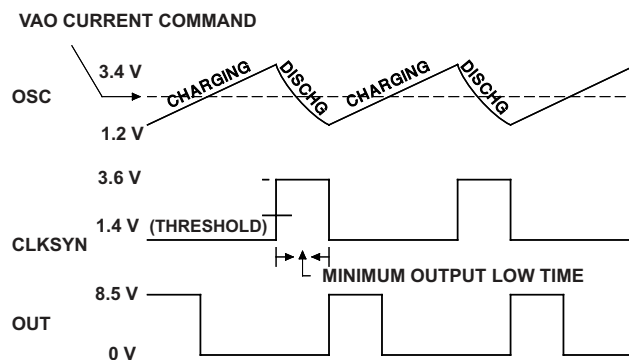 VAO CURRENT COMMAND
3.4 V
CHARGING
DISCHG
CHARGING
DISCHG
OSC
1.2 V
3.6 V
1.4 V
(THRESHOLD)
CLKSYN
MINIMUM OUTPUT LOW TIME
8.5 V
OUT
0 V